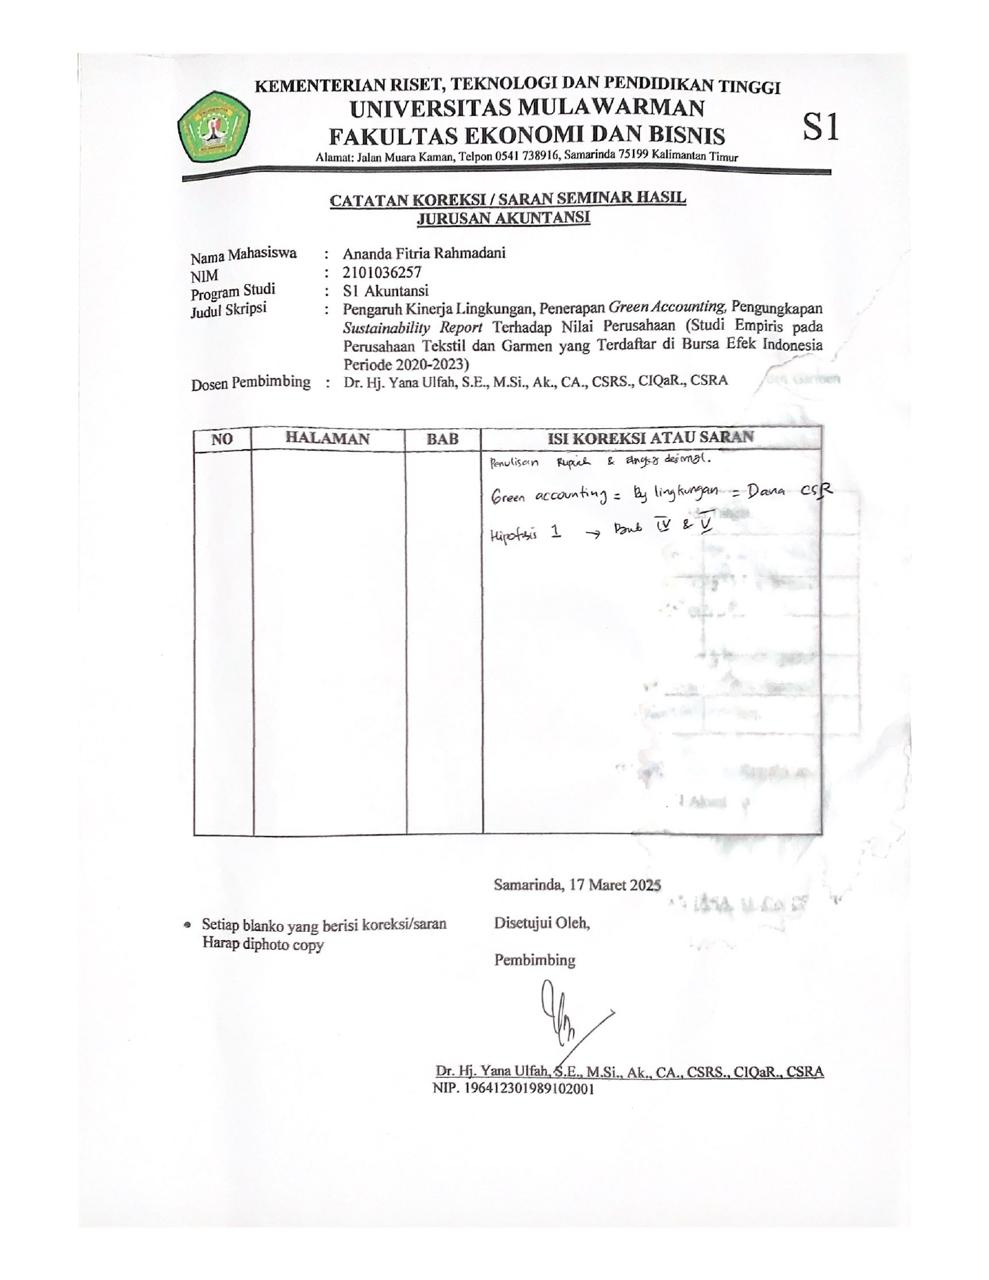 KEMENTERIAN RISET, TEKNOLOGI DAN PENDIDIKAN TINGGI
UNIVERSITAS MULAWARMAN
FAKULTAS EKONOMI DAN BISNIS
S1
Alamat: Jalan Muara Kaman, Telpon 0541 738916, Samarinda 75199 Kalimantan Timur
CATATAN KOREKSI / SARAN SEMINAR HASIL
JURUSAN AKUNTANSI
Nama Mahasiswa : Ananda Fitria Rahmadani
NIM : 2101036257
Program Studi : S1 Akuntansi
Judul Skripsi : Pengaruh Kinerja Lingkungan, Penerapan Green Accounting, Pengungkapan
Sustainability Report Terhadap Nilai Perusahaan (Studi Empiris pada
Perusahaan Tekstil dan Garmen yang Terdaftar di Bursa Efek Indonesia
Periode 2020-2023)
Dosen Pembimbing : Dr. Hj. Yana Ulfah, S.E., M.Si., Ak., CA., CSRS., CIQaR., CSRA
NO HALAMAN BAB ISI KOREKSI ATAU SARAN
Penulisan Rupiah & angka desimal.
Green accounting = By lingkungan = Dana CSR
Hipotesis 1 → Bab IV & V
Samarinda, 17 Maret 2025
• Setiap blanko yang berisi koreksi/saran
Harap diphoto copy
Disetujui Oleh,
Pembimbing
Dr. Hj. Yana Ulfah, S.E., M.Si., Ak., CA., CSRS., CIQaR., CSRA
NIP. 196412301989102001